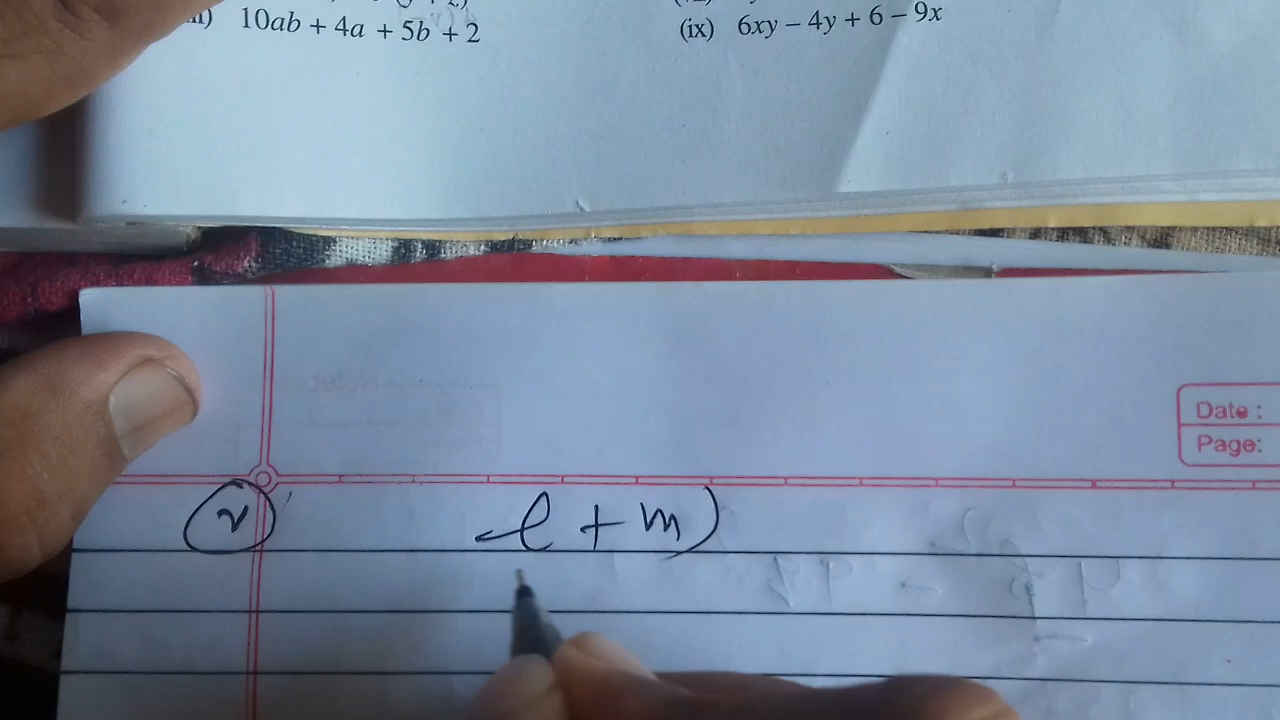 10ab + 4a + 5b + 2
(ix) 6xy – 4y + 6 – 9x
Date :
Page:
(v) l + m)